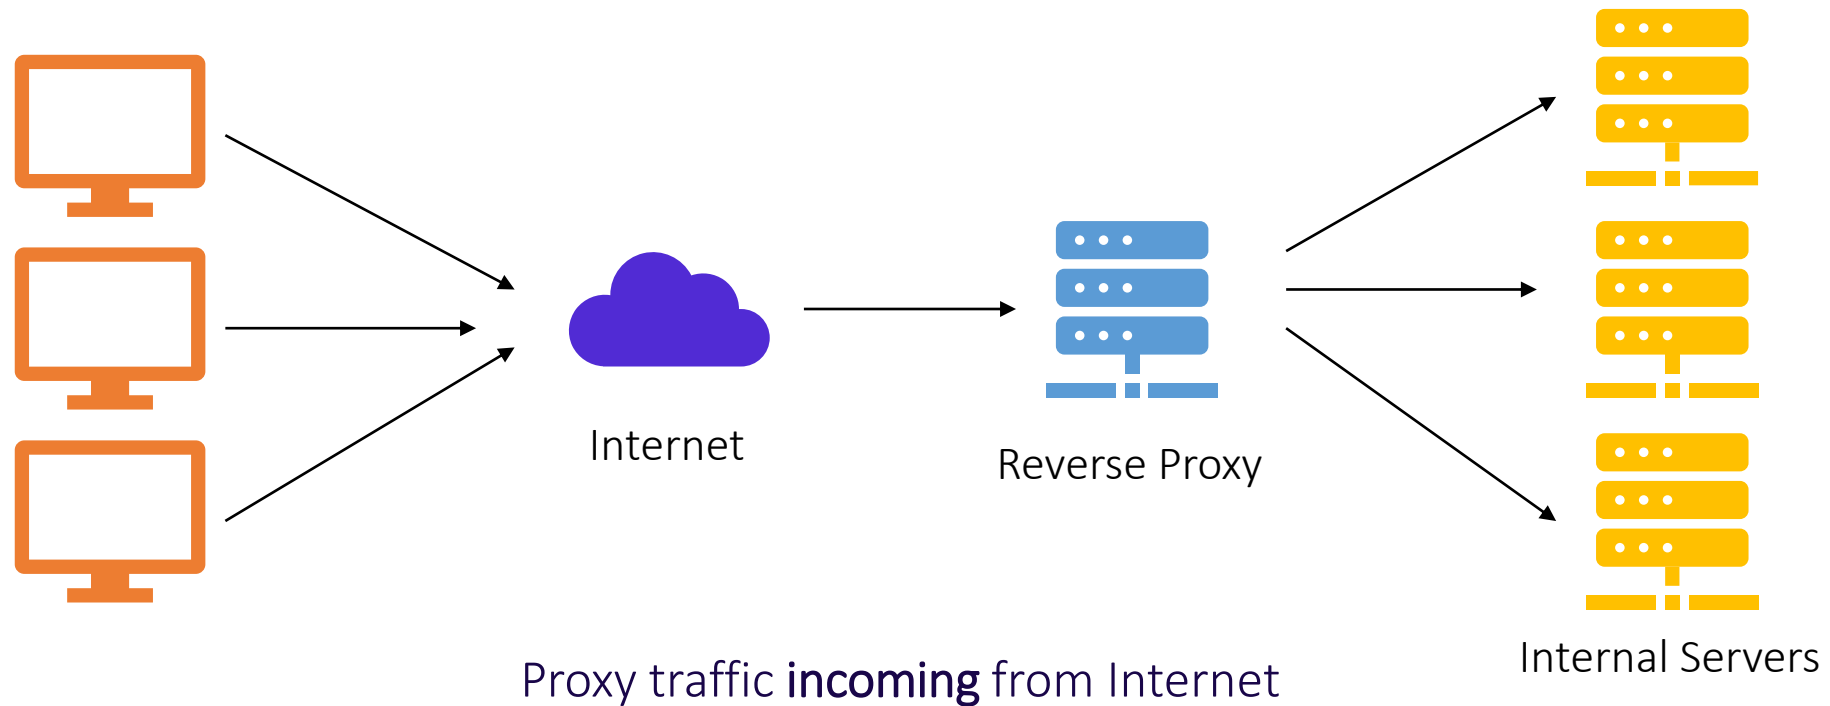 Internet
Reverse Proxy
Internal Servers
Proxy traffic incoming from Internet